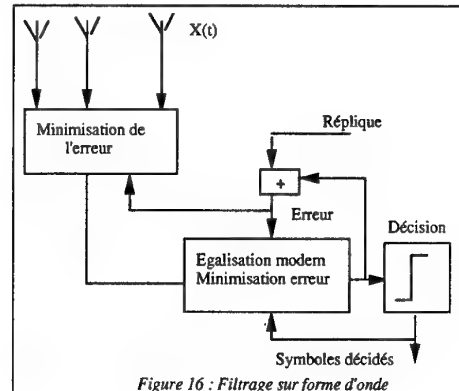 X(t)
Minimisation de
l'erreur
Réplique
+
Erreur
Décision
Egalisation modem
Minimisation erreur
Symboles décidés
Figure 16 : Filtrage sur forme d'onde